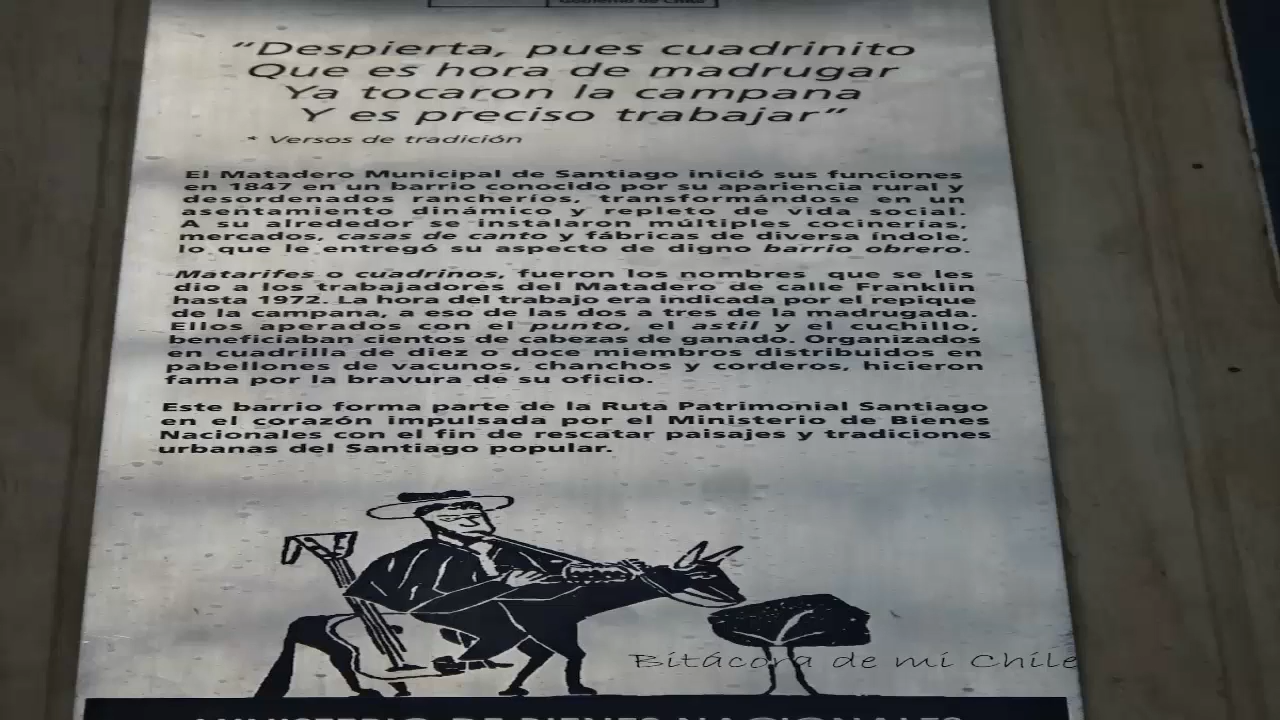 Gobierno de Chile
“Despierta, pues cuadrinito
Que es hora de madrugar
Ya tocaron la campana
Y es preciso trabajar”
* Versos de tradición
El Matadero Municipal de Santiago inició sus funciones
en 1847 en un barrio conocido por su apariencia rural y
desordenados rancheríos, transformándose en un
asentamiento dinámico y repleto de vida social.
A su alrededor se instalaron múltiples cocinerías,
mercados, casas de canto y fábricas de diversa índole,
lo que le entregó su aspecto de digno barrio obrero.
Matarifes o cuadrinos, fueron los nombres que se les
dio a los trabajadores del Matadero de calle Franklin
hasta 1972. La hora del trabajo era indicada por el repique
de la campana, a eso de las dos a tres de la madrugada.
Ellos aperados con el punto, el astil y el cuchillo,
beneficiaban cientos de cabezas de ganado. Organizados
en cuadrilla de diez o doce miembros distribuidos en
pabellones de vacunos, chanchos y corderos, hicieron
fama por la bravura de su oficio.
Este barrio forma parte de la Ruta Patrimonial Santiago
en el corazón impulsada por el Ministerio de Bienes
Nacionales con el fin de rescatar paisajes y tradiciones
urbanas del Santiago popular.
Bitácora de mi Chile
MINISTERIO DE BIENES NACIONALES